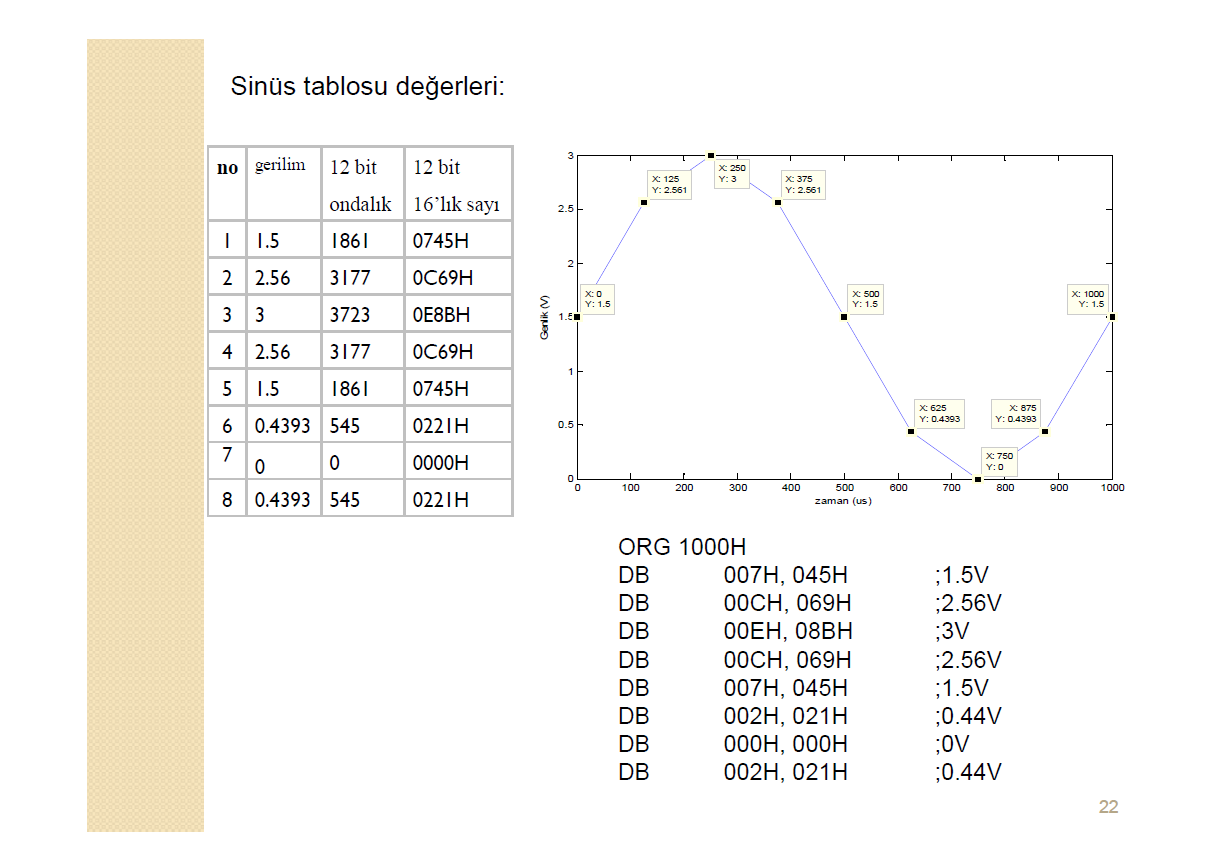 Sinüs tablosu değerleri:
no gerilim 12 bit ondalık 12 bit 16’lık sayı
1 1.5 1861 0745H
2 2.56 3177 0C69H
3 3 3723 0E8BH
4 2.56 3177 0C69H
5 1.5 1861 0745H
6 0.4393 545 0221H
7 0 0 0000H
8 0.4393 545 0221H
3
2.5
2
1.5
1
0.5
0
Genlik (V)
X: 0
Y: 1.5
X: 125
Y: 2.561
X: 250
Y: 3
X: 375
Y: 2.561
X: 500
Y: 1.5
X: 625
Y: 0.4393
X: 750
Y: 0
X: 875
Y: 0.4393
X: 1000
Y: 1.5
0 100 200 300 400 500 600 700 800 900 1000
zaman (us)
ORG 1000H
DB 007H, 045H ;1.5V
DB 00CH, 069H ;2.56V
DB 00EH, 08BH ;3V
DB 00CH, 069H ;2.56V
DB 007H, 045H ;1.5V
DB 002H, 021H ;0.44V
DB 000H, 000H ;0V
DB 002H, 021H ;0.44V
22